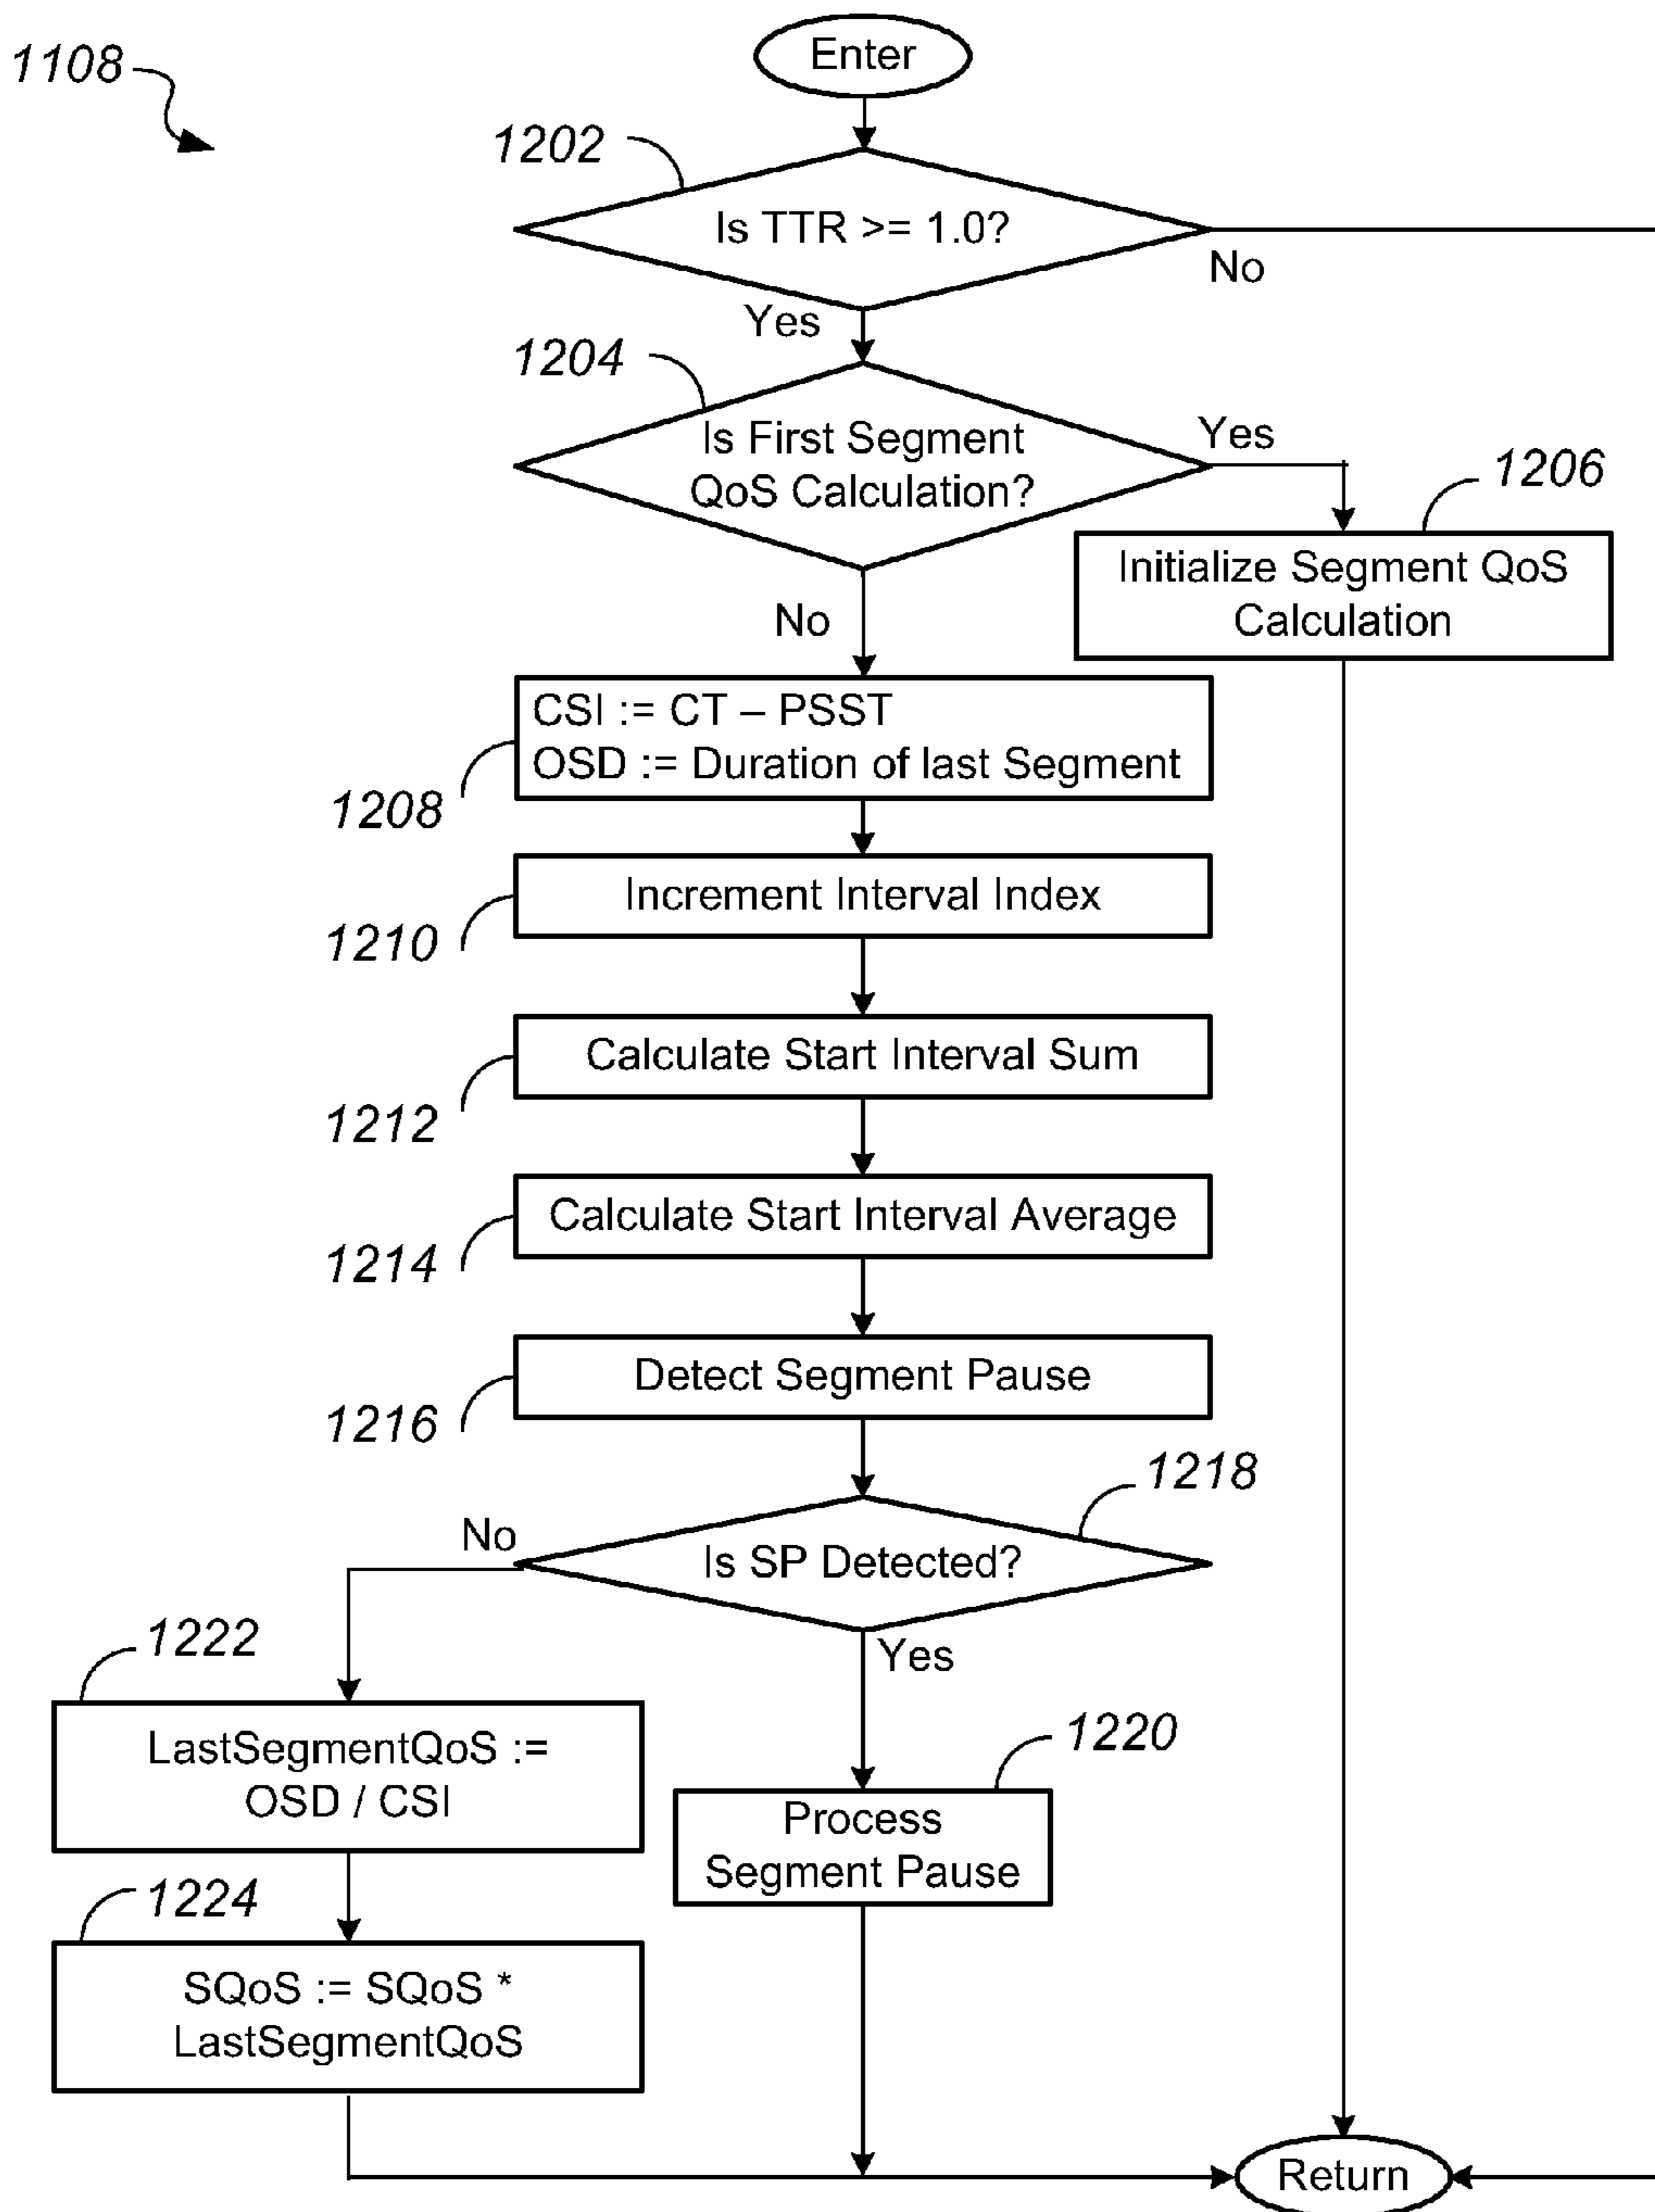 1108
Enter
1202
Is TTR >= 1.0?
No
Yes
1204
Is First Segment
QoS Calculation?
Yes
1206
Initialize Segment QoS
Calculation
No
CSI := CT – PSST
OSD := Duration of last Segment
1208
Increment Interval Index
1210
Calculate Start Interval Sum
1212
Calculate Start Interval Average
1214
Detect Segment Pause
1216
1218
No
Is SP Detected?
Yes
1222
LastSegmentQoS :=
OSD / CSI
1220
Process
Segment Pause
1224
SQoS := SQoS *
LastSegmentQoS
Return